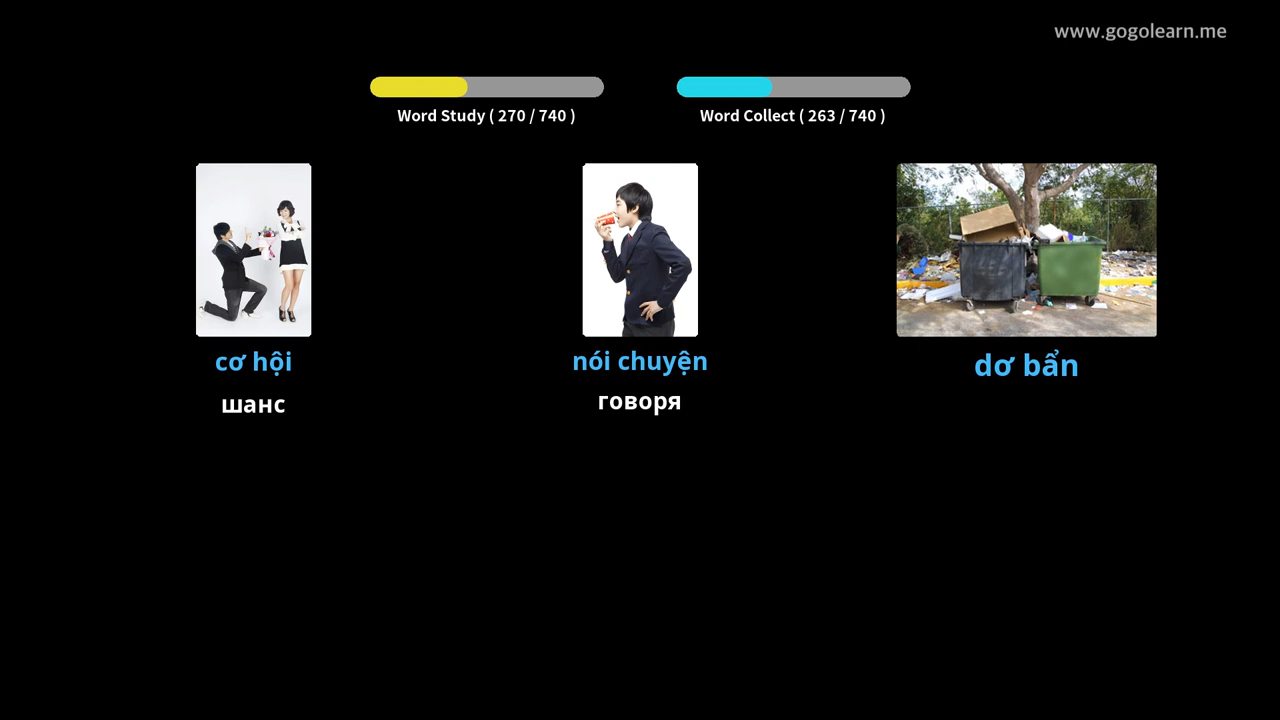 www.gogolearn.me
Word Study ( 270 / 740 )
Word Collect ( 263 / 740 )
cơ hội
шанс
nói chuyện
говоря
dơ bẩn